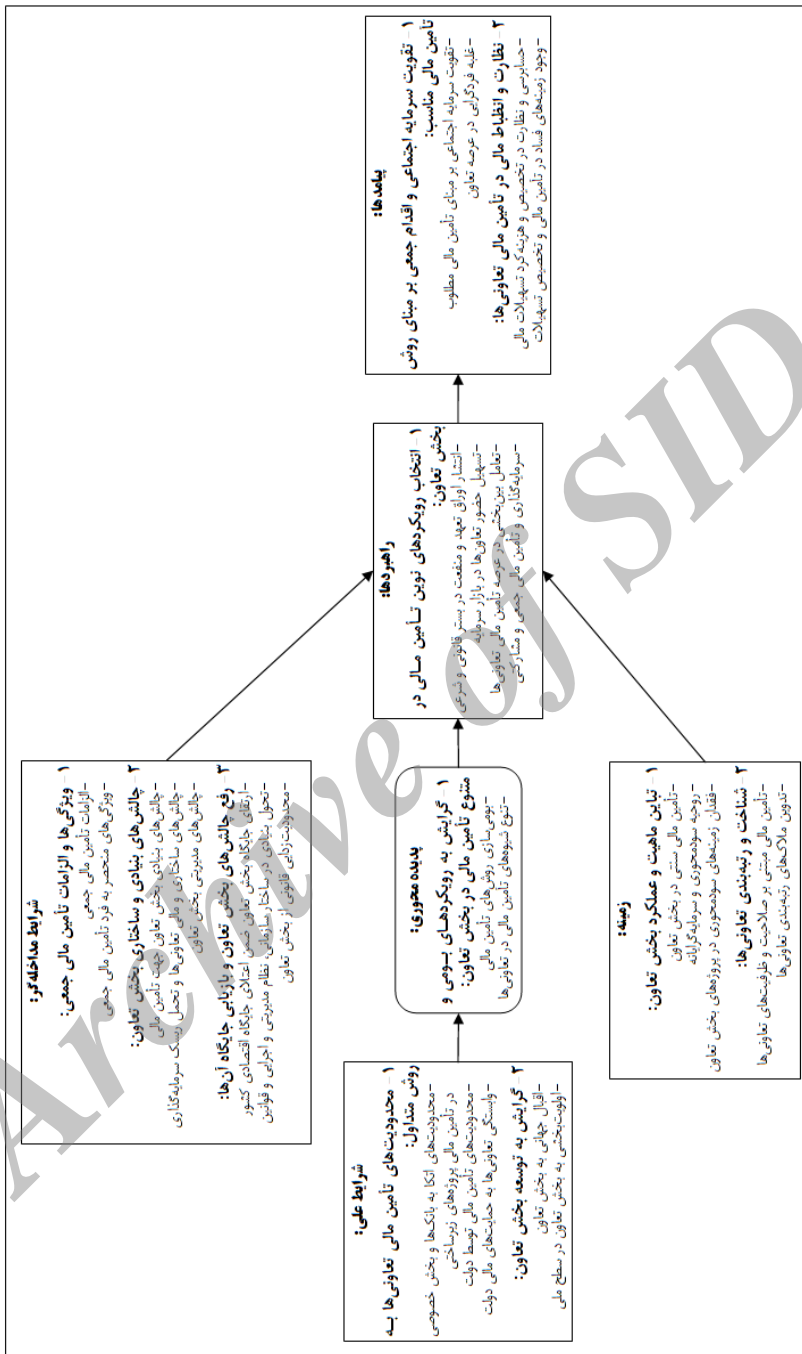 شرایط علی:
۱- محدودیت‌های تأمین مالی تعاونی‌ها به
روش متداول:
-محدودیت‌های اتکا به بانک‌ها و بخش خصوصی
در تأمین مالی پروژه‌های زیرساختی
-محدودیت‌های تأمین مالی توسط دولت
-وابستگی تعاونی‌ها به حمایت‌های مالی دولت
۲- گرایش به توسعه بخش تعاون:
-اقبال جهانی به بخش تعاون
-اولویت‌بخشی به بخش تعاون در سطح ملی
شرایط مداخله‌گر:
۱- ویژگی‌ها و الزامات تأمین مالی جمعی:
-الزامات تأمین مالی جمعی
-ویژگی‌های منحصر به فرد تأمین مالی جمعی
۲- چالش‌های بنیادی و ساختاری بخش تعاون:
-چالش‌های بنیادی بخش تعاون جهت تأمین مالی
-چالش‌های ساختاری و مالی تعاونی‌ها و تحمل ریسک سرمایه‌گذاری
-چالش‌های مدیریتی بخش تعاون
۳- رفع چالش‌های بخش تعاون و بازیابی جایگاه آن‌ها:
-ارتقای جایگاه بخش تعاون ضمن اعتلای جایگاه اقتصادی کشور
-تحول بنیادی در ساختار سازمانی، نظام مدیریتی و اجرایی و قوانین
-محدودیت‌زدایی قانونی از بخش تعاون
پدیده محوری:
۱- گرایش به رویکردهای بومی و
متنوع تأمین مالی در بخش تعاون:
-بومی‌سازی روش‌های تأمین مالی
-تنوع شیوه‌های تأمین مالی در تعاونی‌ها
زمینه:
۱- تباین ماهیت و عملکرد بخش تعاون:
-تأمین مالی سنتی در بخش تعاون
-روحیه سودمحوری و سرمایه‌گرایانه
-فقدان زمینه‌های سودمحوری در پروژه‌های بخش تعاون
۲- شناخت و رتبه‌بندی تعاونی‌ها:
-تأمین مالی مبتنی بر صلاحیت و ظرفیت‌های تعاونی‌ها
-تدوین ملاک‌های رتبه‌بندی تعاونی‌ها
راهبردها:
۱- انتخاب رویکردهای نوین تأمین مالی در
بخش تعاون:
-انتشار اوراق تعهد و منفعت در بستر قانونی و شرعی
-تسهیل حضور تعاون‌ها در بازار سرمایه
-تعامل بین‌بخشی در عرصه تأمین مالی تعاونی‌ها
-سرمایه‌گذاری و تأمین مالی جمعی و مشارکتی
پیامدها:
۱- تقویت سرمایه اجتماعی و اقدام جمعی بر مبنای روش
تأمین مالی مناسب:
-تقویت سرمایه اجتماعی بر مبنای تأمین مالی مطلوب
-غلبه فردگرایی در عرصه تعاون
۲- نظارت و انظباط مالی در تأمین مالی تعاونی‌ها:
-حسابرسی و نظارت در تخصیص و هزینه‌کرد تسهیلات مالی
-وجود زمینه‌های فساد در تأمین مالی و تخصیص تسهیلات
Archive of SID